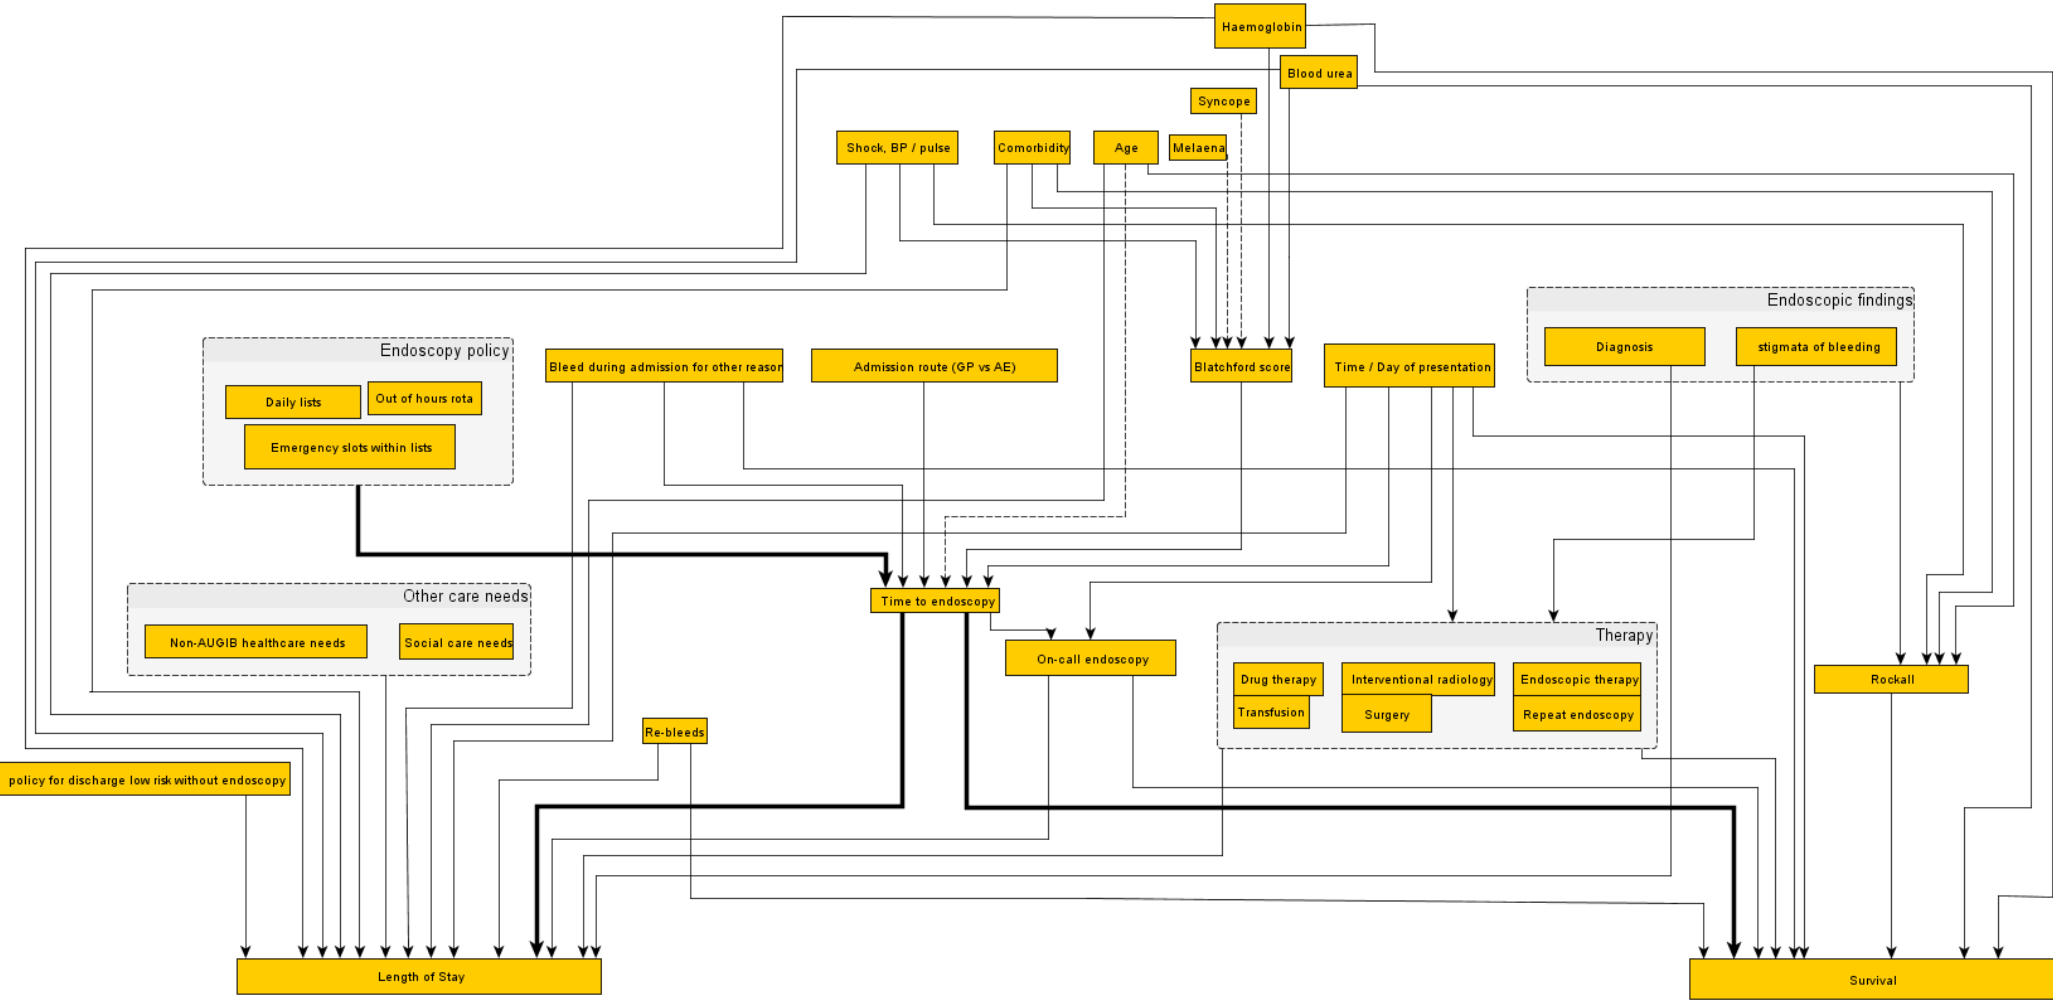 Haemoglobin
Blood urea
Syncope
Shock, BP / pulse
Comorbidity
Age
Melaena
Endoscopic findings
Diagnosis
stigmata of bleeding
Endoscopy policy
Daily lists
Out of hours rota
Emergency slots within lists
Bleed during admission for other reason
Admission route (GP vs AE)
Blatchford score
Time / Day of presentation
Other care needs
Non-AUGIB healthcare needs
Social care needs
Time to endoscopy
On-call endoscopy
Therapy
Drug therapy
Interventional radiology
Endoscopic therapy
Transfusion
Surgery
Repeat endoscopy
Rockall
Re-bleeds
policy for discharge low risk without endoscopy
Length of Stay
Survival